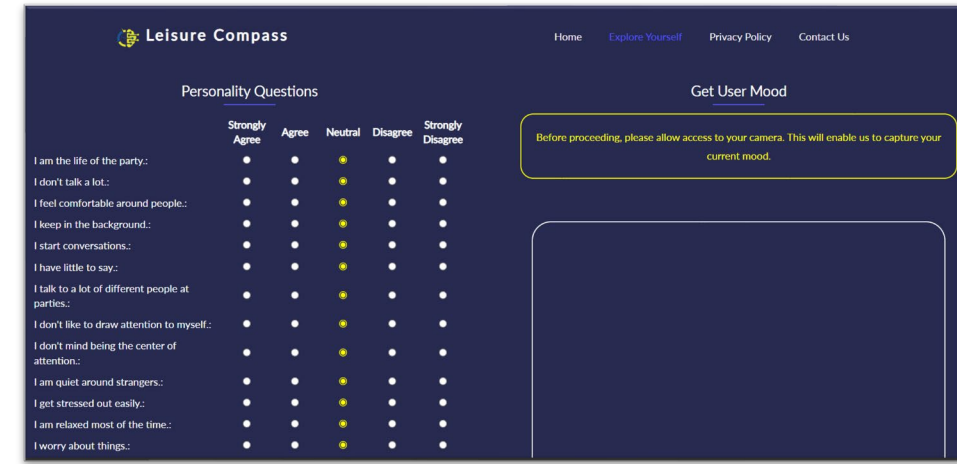 Leisure Compass
Home Explore Yourself Privacy Policy Contact Us
Personality Questions
Strongly Agree Agree Neutral Disagree Strongly Disagree
I am the life of the party.:
I don't talk a lot.:
I feel comfortable around people.:
I keep in the background.:
I start conversations.:
I have little to say.:
I talk to a lot of different people at
parties.:
I don't like to draw attention to myself.:
I don't mind being the center of
attention.:
I am quiet around strangers.:
I get stressed out easily.:
I am relaxed most of the time.:
I worry about things.:
Get User Mood
Before proceeding, please allow access to your camera. This will enable us to capture your
current mood.